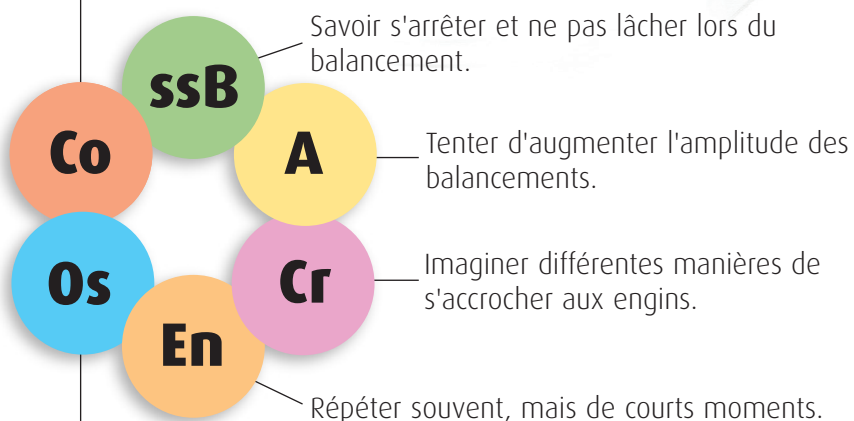 Savoir s'arrêter et ne pas lâcher lors du
balancement.
ssB
Co
A
Tenter d'augmenter l'amplitude des
balancements.
Os
Cr
Imaginer différentes manières de
s'accrocher aux engins.
En
Répéter souvent, mais de courts moments.